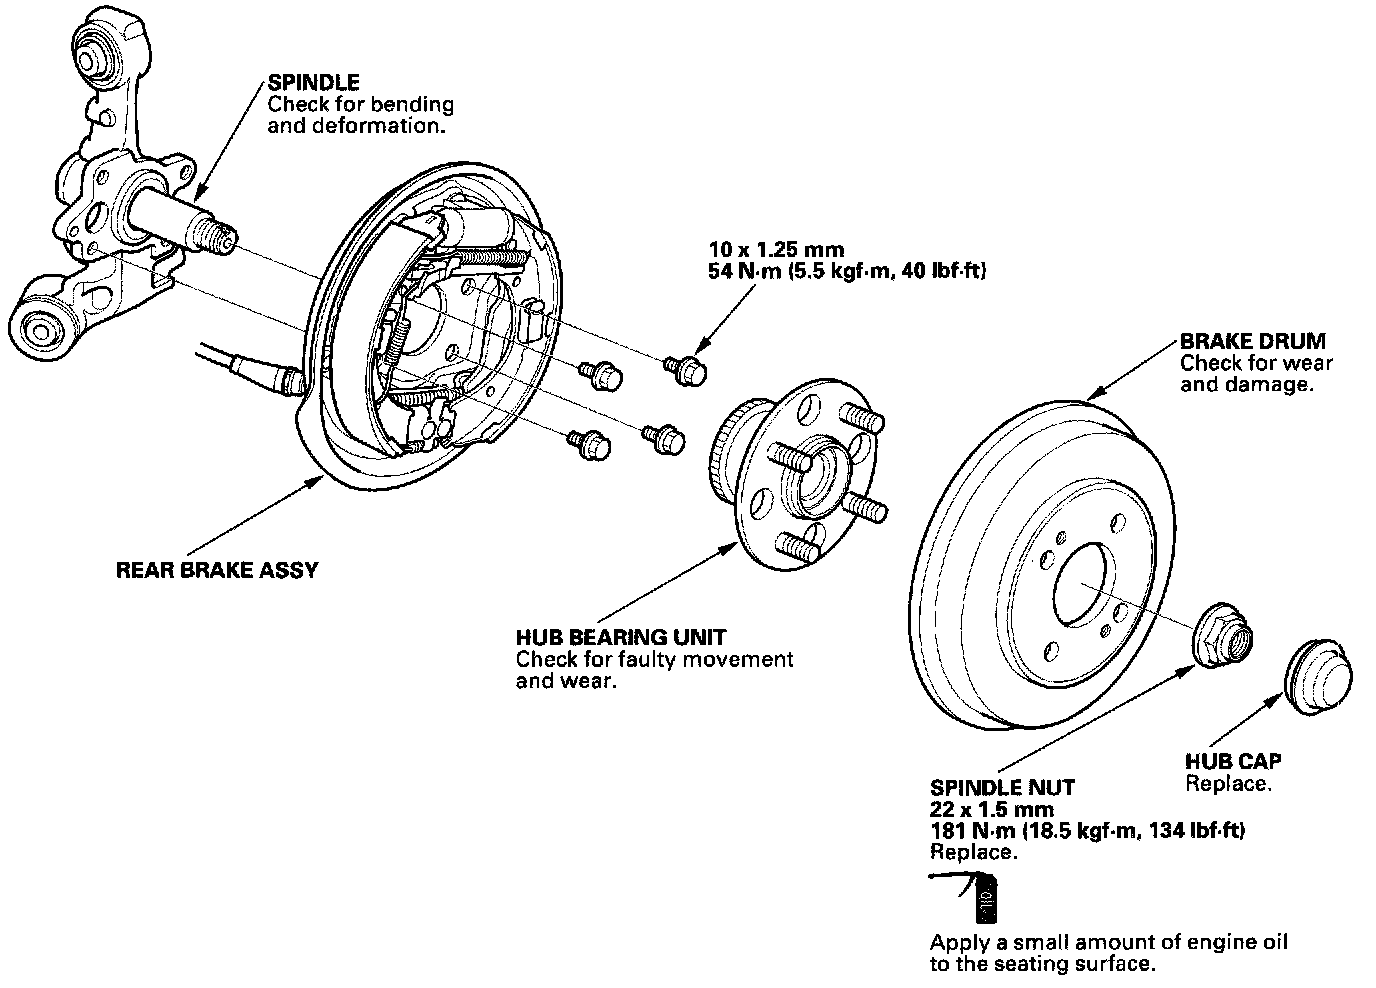 SPINDLE
Check for bending
and deformation.
10 x 1.25 mm
54 N·m (5.5 kgf·m, 40 lbf·ft)
BRAKE DRUM
Check for wear
and damage.
REAR BRAKE ASSY
HUB BEARING UNIT
Check for faulty movement
and wear.
HUB CAP
Replace.
SPINDLE NUT
22 x 1.5 mm
181 N·m (18.5 kgf·m, 134 lbf·ft)
Replace.
OIL
Apply a small amount of engine oil
to the seating surface.